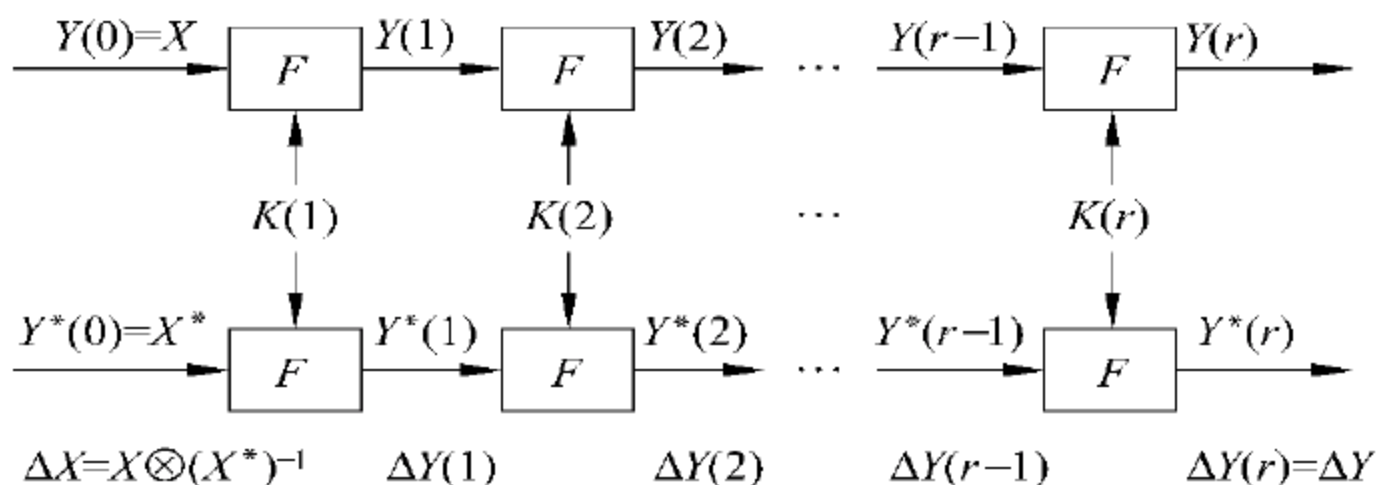 Y(0)=X Y(1) Y(2) Y(r−1) Y(r)
F F ··· F
K(1) K(2) ··· K(r)
Y*(0)=X* Y*(1) Y*(2) Y*(r−1) Y*(r)
F F ··· F
ΔX=X⊗(X*)⁻¹ ΔY(1) ΔY(2) ΔY(r−1) ΔY(r)=ΔY